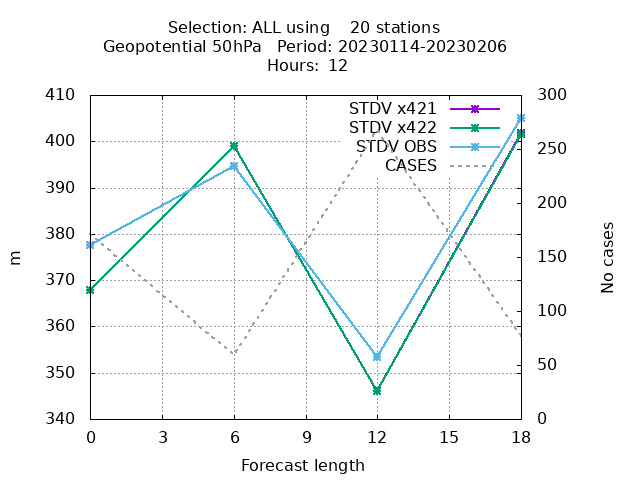 Selection: ALL using    20 stations
Geopotential 50hPa   Period: 20230114-20230206
Hours:  12
410
400
390
380
370
360
350
340
300
250
200
150
100
50
0
STDV x421
STDV x422
STDV OBS
CASES
m
No cases
0 3 6 9 12 15 18
Forecast length